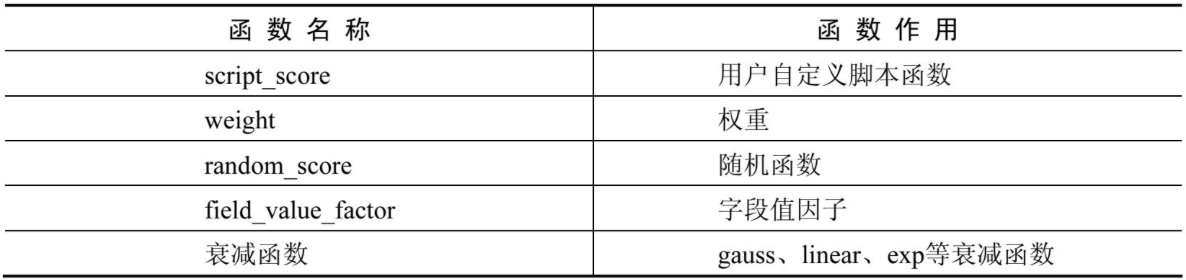 函数名称 函数作用
script_score 用户自定义脚本函数
weight 权重
random_score 随机函数
field_value_factor 字段值因子
衰减函数 gauss、linear、exp等衰减函数